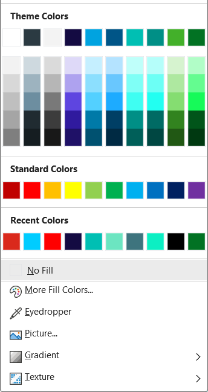 Theme Colors
Standard Colors
Recent Colors
No Fill
More Fill Colors...
Eyedropper
Picture...
Gradient
Texture